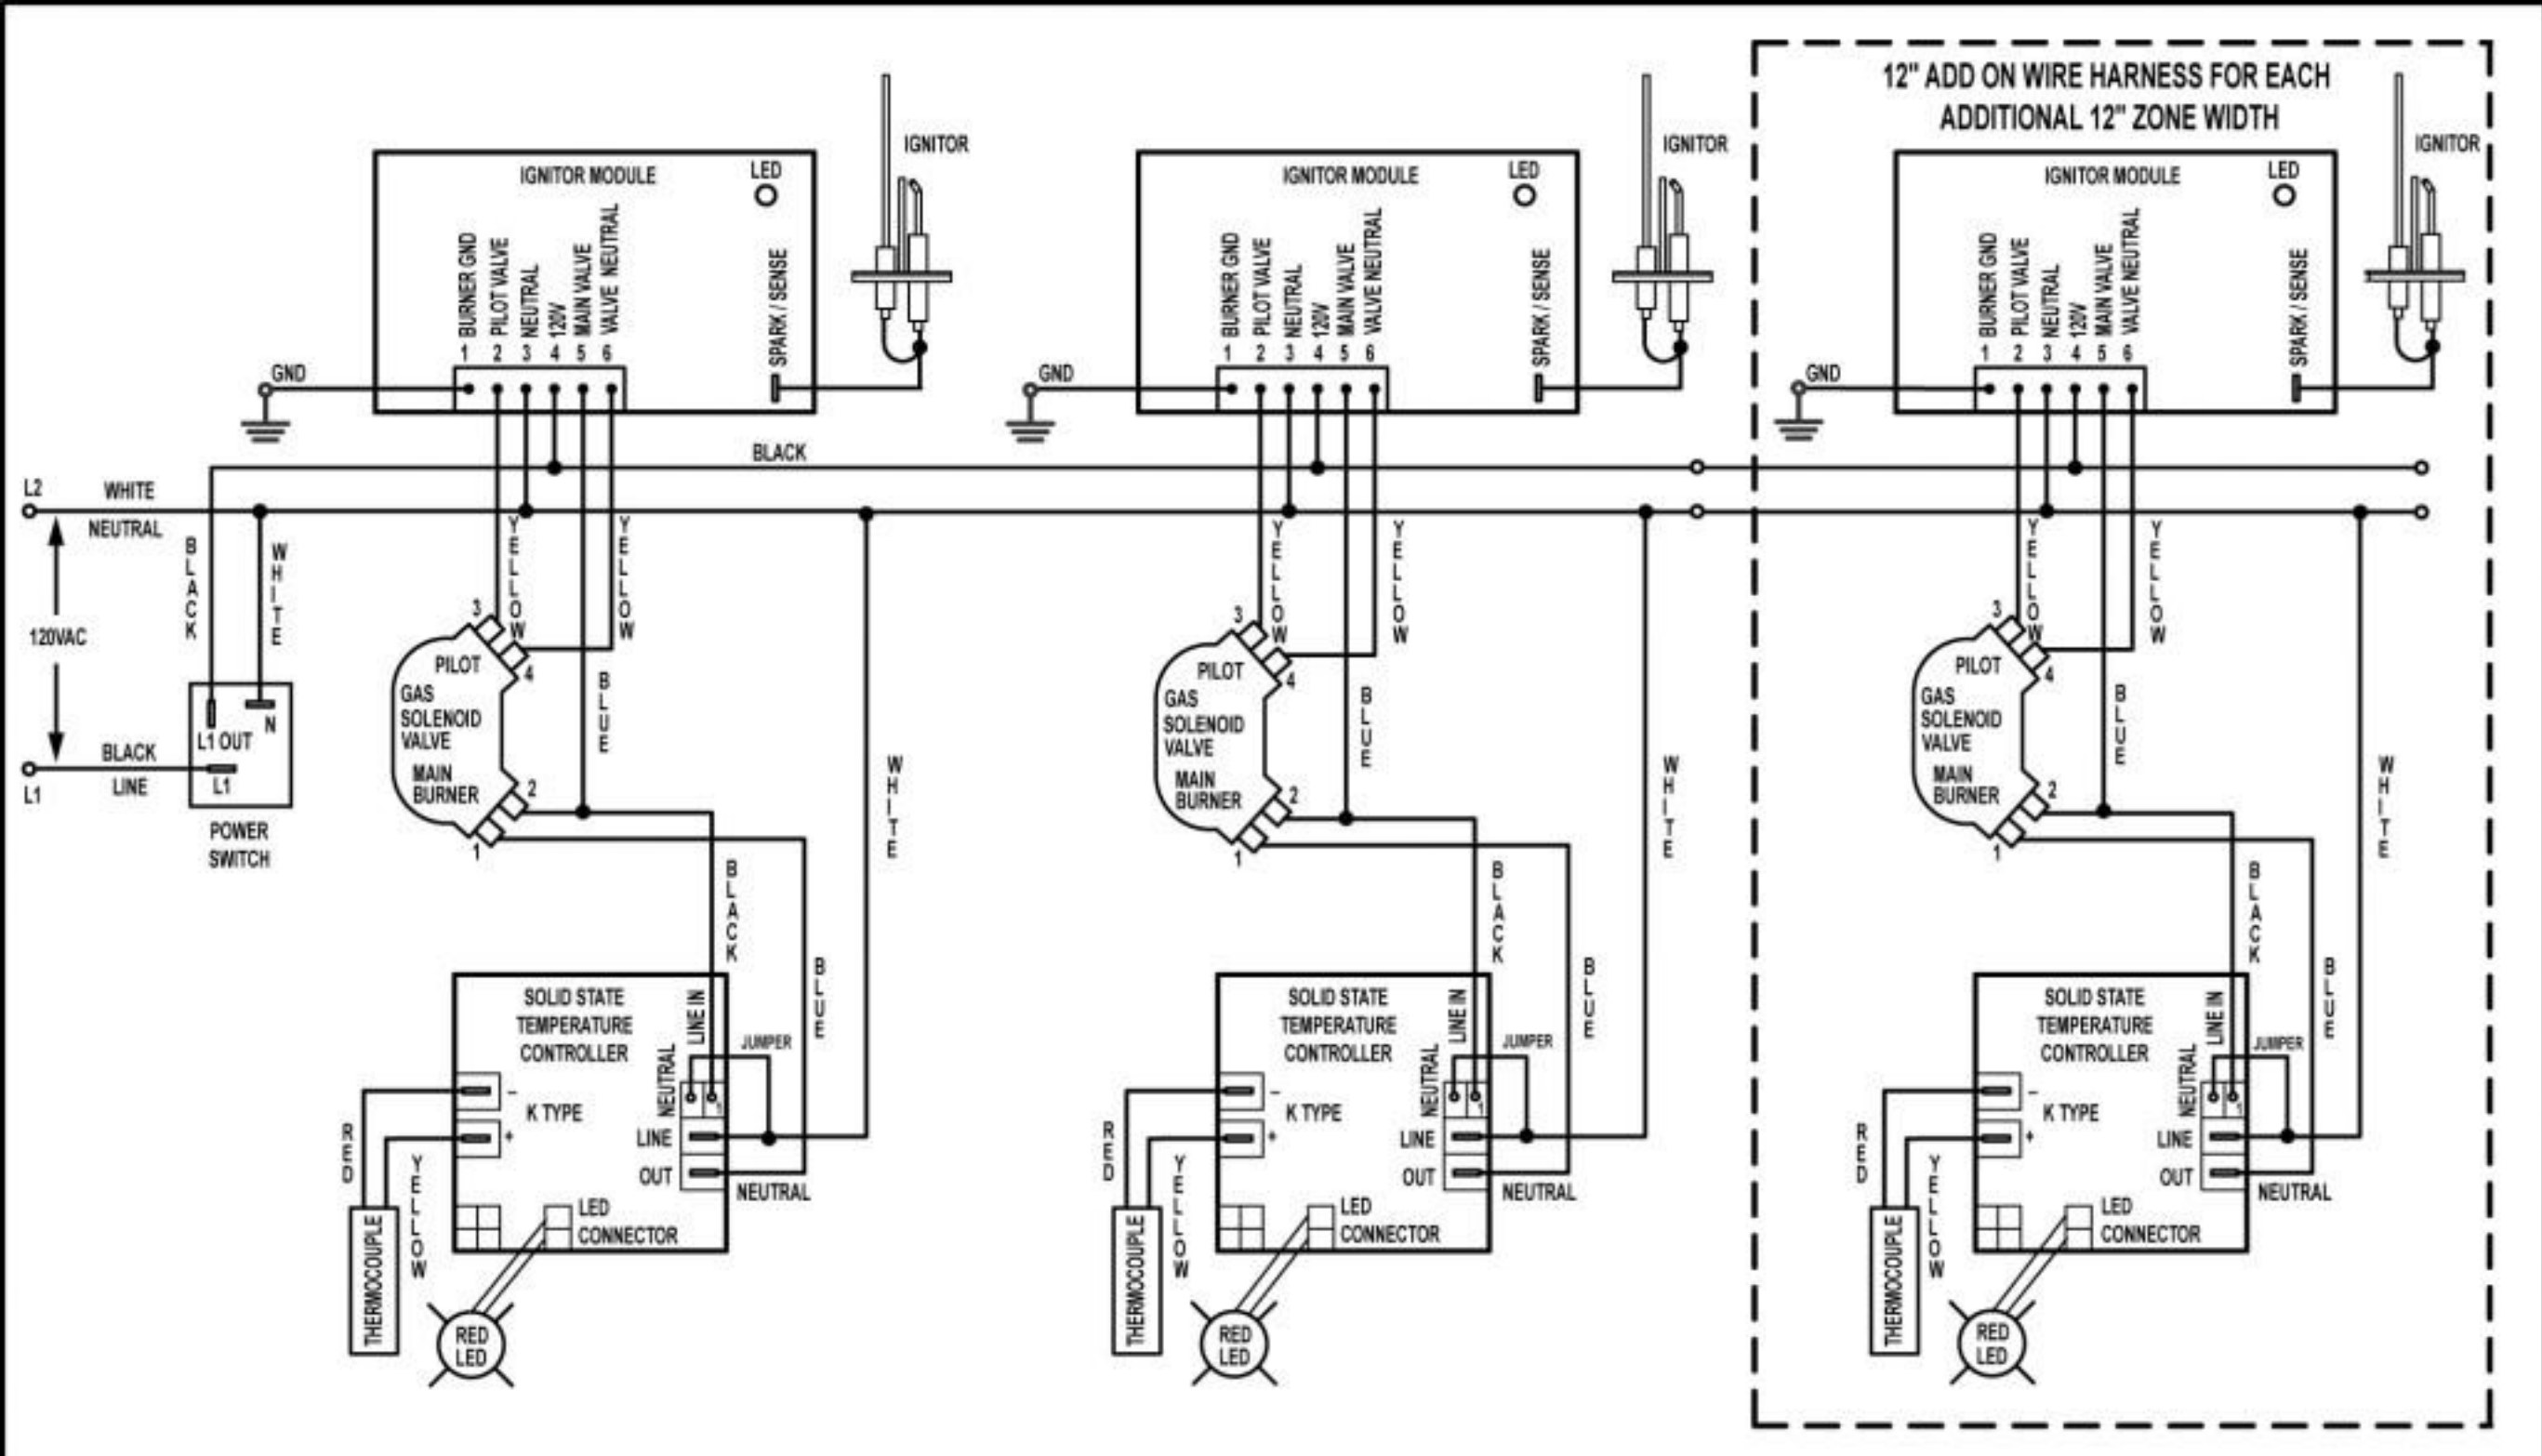 12" ADD ON WIRE HARNESS FOR EACH
ADDITIONAL 12" ZONE WIDTH
IGNITOR
IGNITOR MODULE
LED
BURNER GND
PILOT VALVE
NEUTRAL
120V
MAIN VALVE
VALVE NEUTRAL
SPARK / SENSE
1 2 3 4 5 6
GND
IGNITOR
IGNITOR MODULE
LED
BURNER GND
PILOT VALVE
NEUTRAL
120V
MAIN VALVE
VALVE NEUTRAL
SPARK / SENSE
1 2 3 4 5 6
GND
IGNITOR
IGNITOR MODULE
LED
BURNER GND
PILOT VALVE
NEUTRAL
120V
MAIN VALVE
VALVE NEUTRAL
SPARK / SENSE
1 2 3 4 5 6
GND
BLACK
L2
WHITE
NEUTRAL
120VAC
BLACK
WHITE
N
L1 OUT
L1
BLACK
LINE
L1
POWER
SWITCH
YELLOW
YELLOW
3
PILOT
4
GAS
SOLENOID
VALVE
MAIN
BURNER
2
1
BLUE
WHITE
BLACK
BLUE
SOLID STATE
TEMPERATURE
CONTROLLER
LINE IN
NEUTRAL
JUMPER
–
K TYPE
+
LINE
OUT
NEUTRAL
LED
CONNECTOR
RED
YELLOW
THERMOCOUPLE
RED
LED
YELLOW
YELLOW
3
PILOT
4
GAS
SOLENOID
VALVE
MAIN
BURNER
2
1
BLUE
WHITE
BLACK
BLUE
SOLID STATE
TEMPERATURE
CONTROLLER
LINE IN
NEUTRAL
JUMPER
–
K TYPE
+
LINE
OUT
NEUTRAL
LED
CONNECTOR
RED
YELLOW
THERMOCOUPLE
RED
LED
YELLOW
YELLOW
3
PILOT
4
GAS
SOLENOID
VALVE
MAIN
BURNER
2
1
BLUE
WHITE
BLACK
BLUE
SOLID STATE
TEMPERATURE
CONTROLLER
LINE IN
NEUTRAL
JUMPER
–
K TYPE
+
LINE
OUT
NEUTRAL
LED
CONNECTOR
RED
YELLOW
THERMOCOUPLE
RED
LED